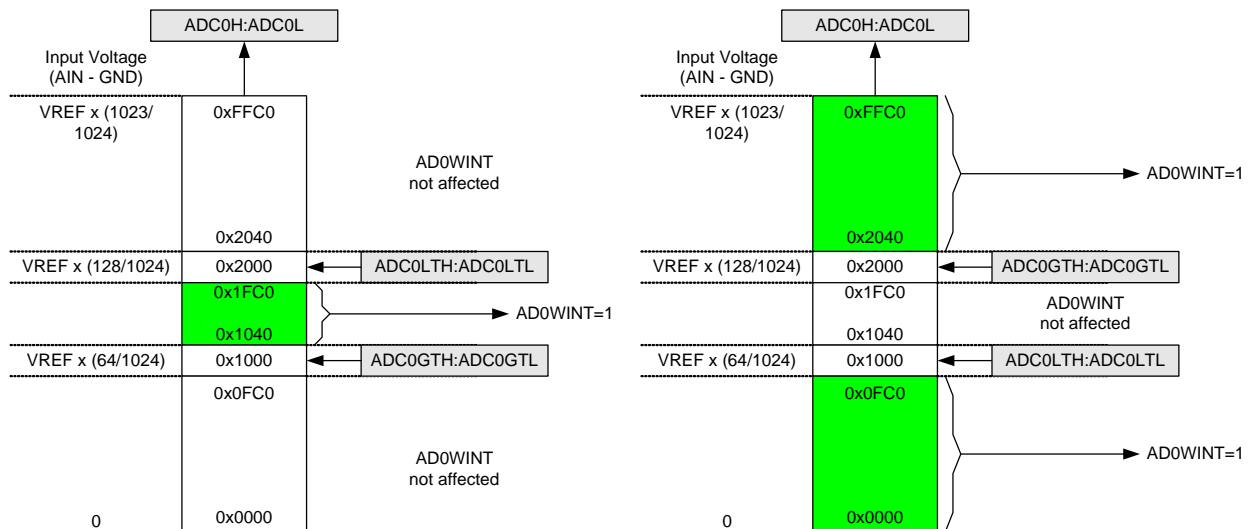 ADC0H:ADC0L
Input Voltage
(AIN - GND)
VREF x (1023/
1024)
0xFFC0
AD0WINT
not affected
0x2040
VREF x (128/1024)
0x2000
ADC0LTH:ADC0LTL
0x1FC0
AD0WINT=1
0x1040
VREF x (64/1024)
0x1000
ADC0GTH:ADC0GTL
0x0FC0
AD0WINT
not affected
0
0x0000
ADC0H:ADC0L
Input Voltage
(AIN - GND)
VREF x (1023/
1024)
0xFFC0
AD0WINT=1
0x2040
VREF x (128/1024)
0x2000
ADC0GTH:ADC0GTL
0x1FC0
AD0WINT
not affected
0x1040
VREF x (64/1024)
0x1000
ADC0LTH:ADC0LTL
0x0FC0
AD0WINT=1
0
0x0000